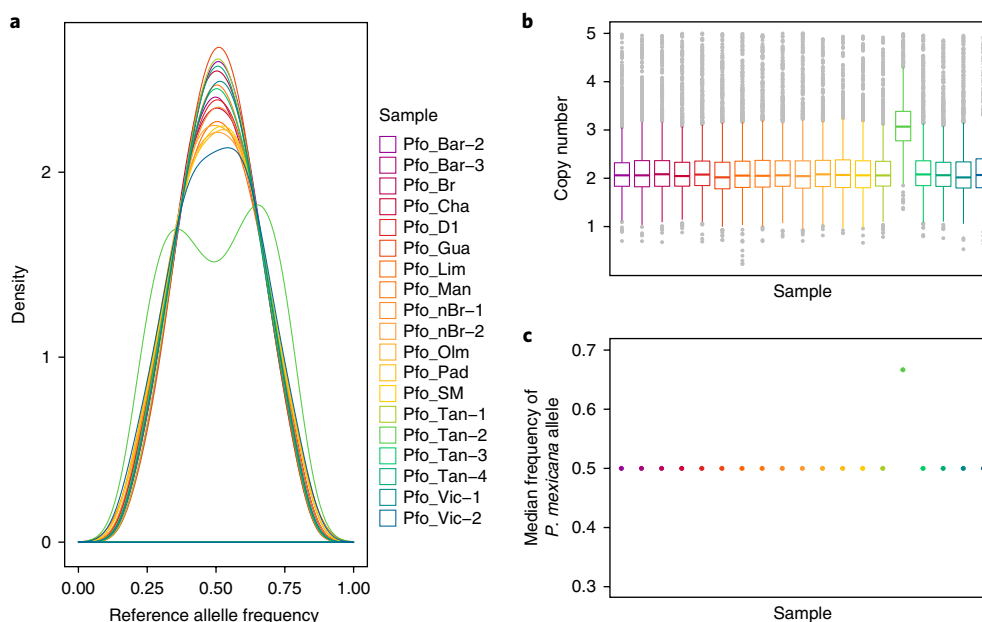 a
Density
2
1
0
0.00 0.25 0.50 0.75 1.00
Reference allelle frequency
Sample
Pfo_Bar-2
Pfo_Bar-3
Pfo_Br
Pfo_Cha
Pfo_D1
Pfo_Gua
Pfo_Lim
Pfo_Man
Pfo_nBr-1
Pfo_nBr-2
Pfo_Olm
Pfo_Pad
Pfo_SM
Pfo_Tan-1
Pfo_Tan-2
Pfo_Tan-3
Pfo_Tan-4
Pfo_Vic-1
Pfo_Vic-2
b
Copy number
5
4
3
2
1
Sample
c
Median frequency of
P. mexicana allele
0.7
0.6
0.5
0.4
0.3
Sample